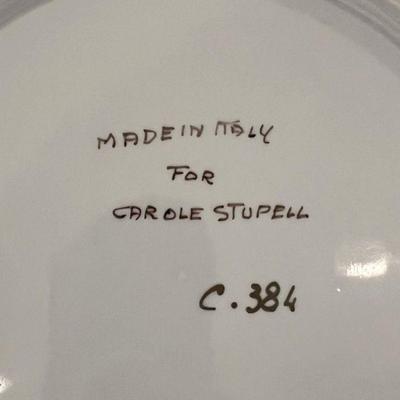 MADE IN ITALY
FOR
CAROLE STUPELL
C. 384